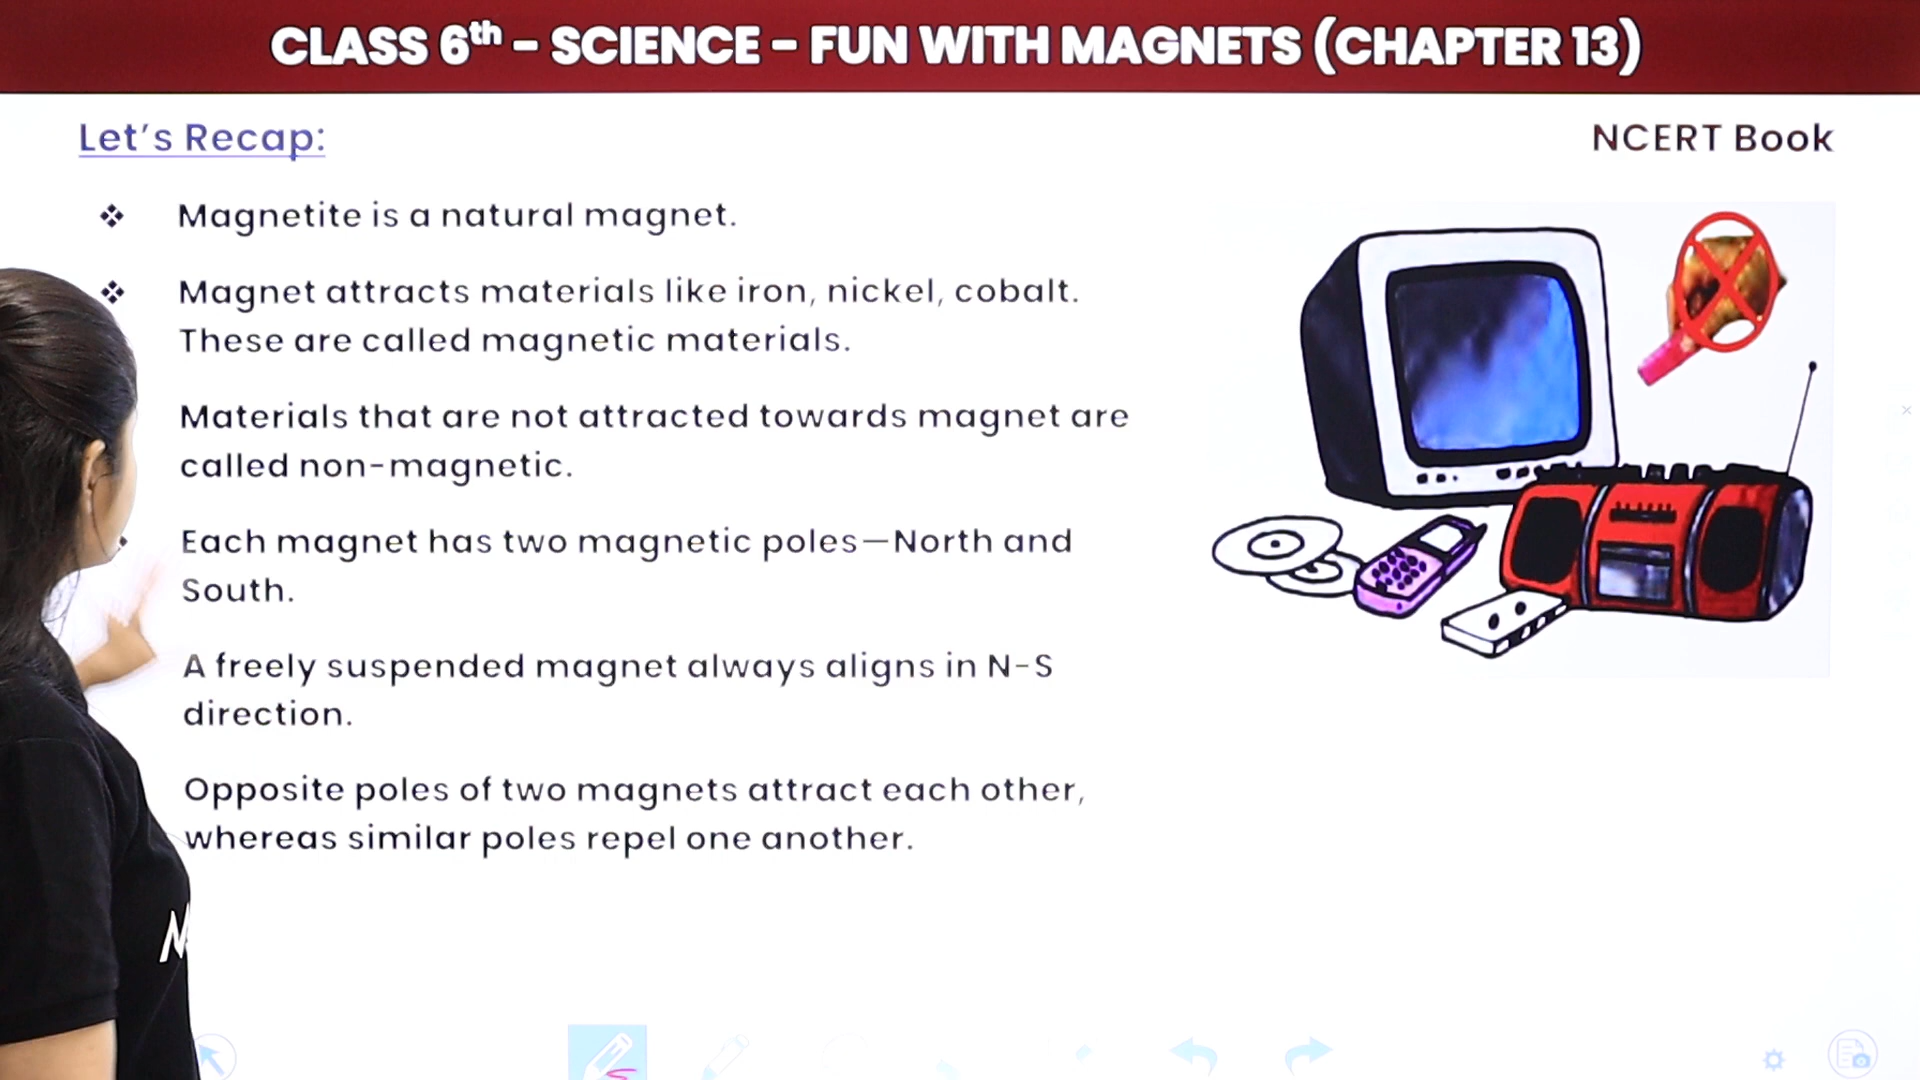 CLASS 6th - SCIENCE - FUN WITH MAGNETS (CHAPTER 13)
Let's Recap:
NCERT Book
❖ Magnetite is a natural magnet.
❖ Magnet attracts materials like iron, nickel, cobalt.
These are called magnetic materials.
Materials that are not attracted towards magnet are
called non-magnetic.
Each magnet has two magnetic poles—North and
South.
A freely suspended magnet always aligns in N-S
direction.
Opposite poles of two magnets attract each other,
whereas similar poles repel one another.